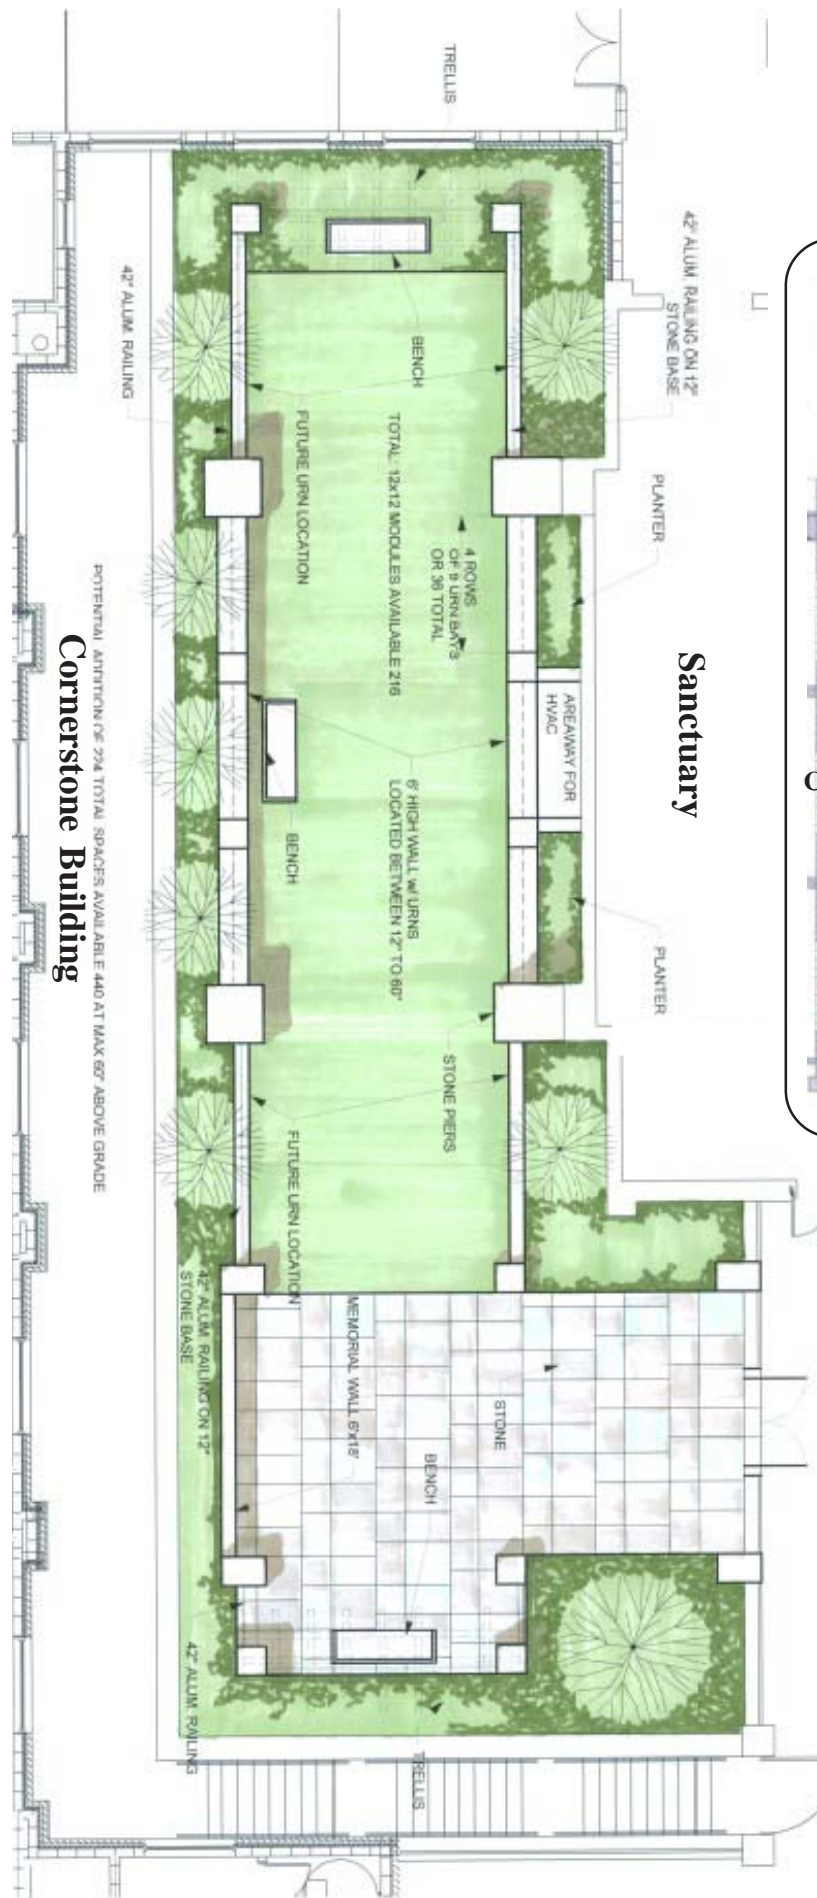 TRELLIS
42" ALUM. RAILING ON 12"
STONE BASE
42" ALUM. RAILING
BENCH
FUTURE URN LOCATION
TOTAL: 12x12 MODULES AVAILABLE 216
4 ROWS
OF 9 URN BAYS
OR 36 TOTAL
PLANTER
Sanctuary
AREAWAY FOR
HVAC
6' HIGH WALL w/ URNS
LOCATED BETWEEN 12" TO 60"
BENCH
PLANTER
STONE PIERS
FUTURE URN LOCATION
POTENTIAL ADDITION OF 224 TOTAL SPACES AVAILABLE 440 AT MAX 60" ABOVE GRADE
Cornerstone Building
42" ALUM. RAILING ON 12"
STONE BASE
MEMORIAL WALL 6'x18'
STONE
BENCH
42" ALUM. RAILING
TRELLIS